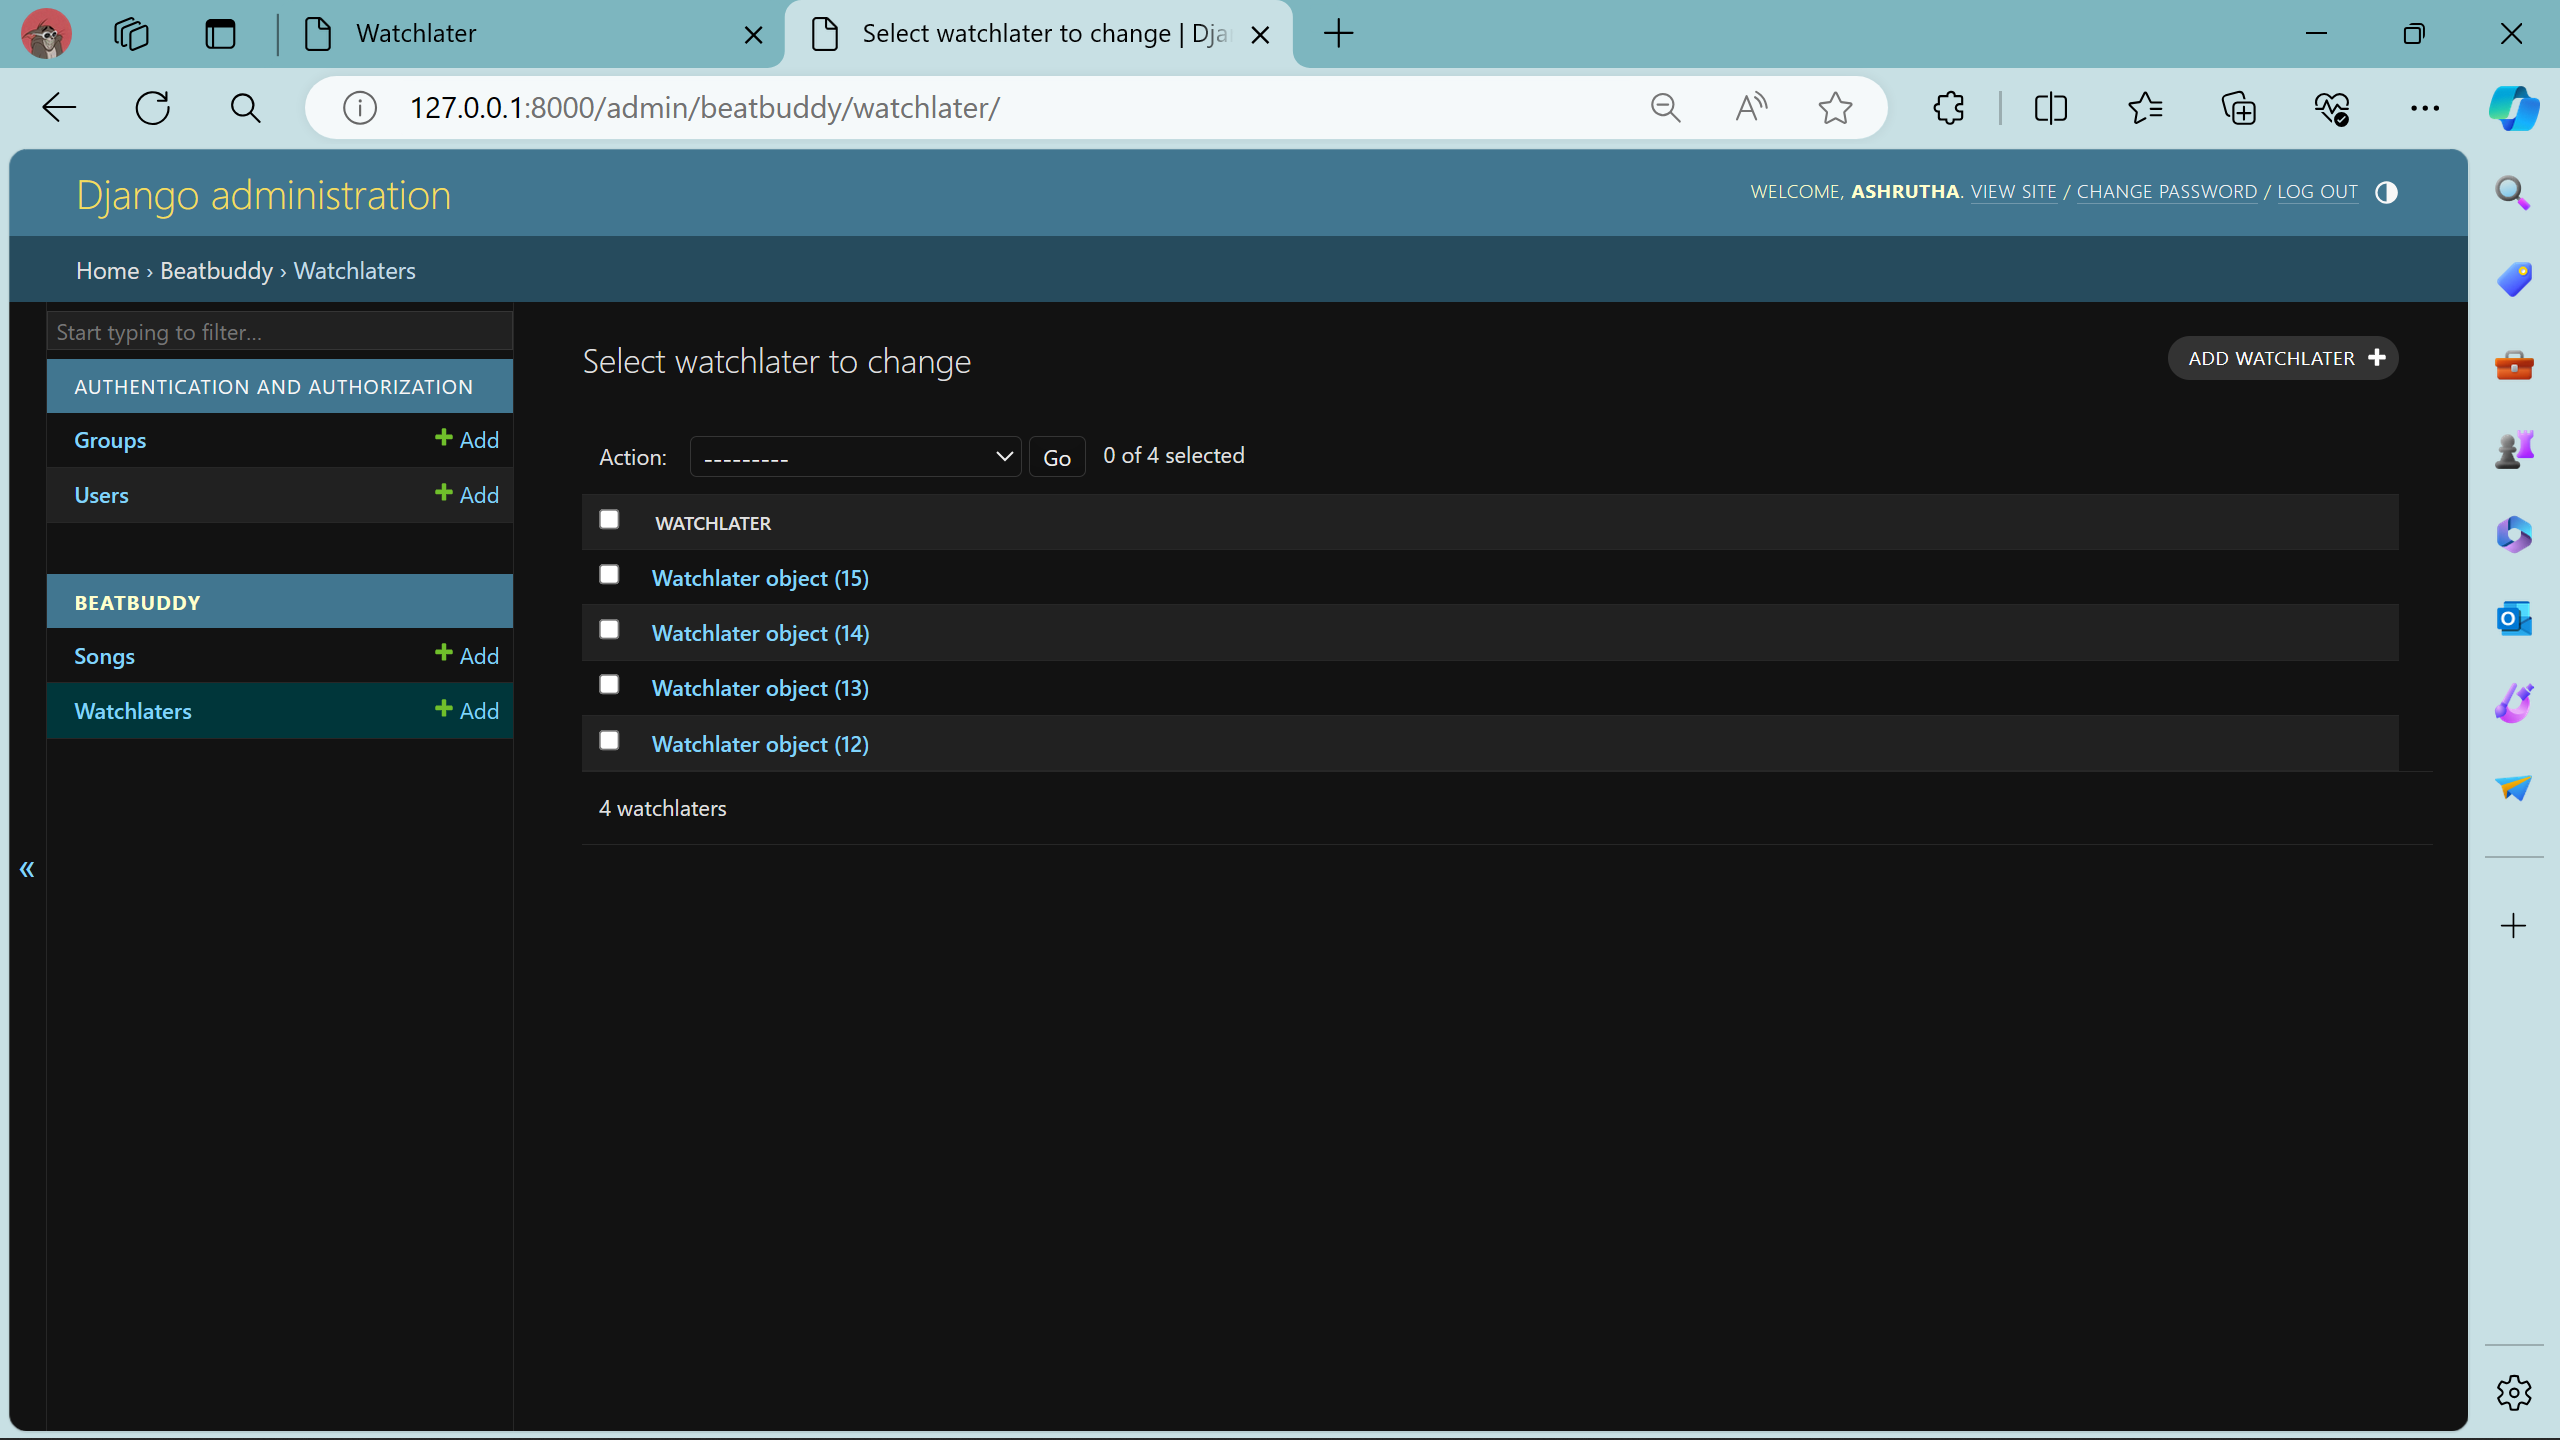 Watchlater
Select watchlater to change | Dja
127.0.0.1:8000/admin/beatbuddy/watchlater/
Django administration
WELCOME, ASHRUTHA. VIEW SITE / CHANGE PASSWORD / LOG OUT
Home › Beatbuddy › Watchlaters
Start typing to filter...
AUTHENTICATION AND AUTHORIZATION
Groups
Add
Users
Add
BEATBUDDY
Songs
Add
Watchlaters
Add
«
Select watchlater to change
ADD WATCHLATER
Action: --------- Go 0 of 4 selected
WATCHLATER
Watchlater object (15)
Watchlater object (14)
Watchlater object (13)
Watchlater object (12)
4 watchlaters